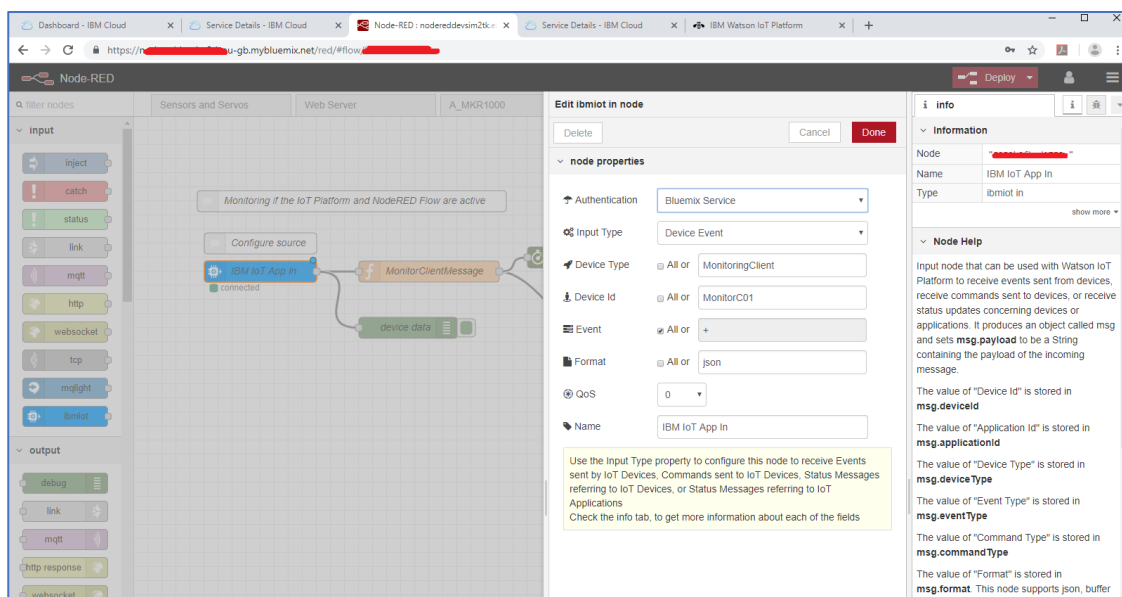 Dashboard - IBM Cloud
Service Details - IBM Cloud
Node-RED : nodereddevsim2tk.e
Service Details - IBM Cloud
IBM Watson IoT Platform
https://n
u-gb.mybluemix.net/red/#flow/
Node-RED
Deploy
filter nodes
Sensors and Servos
Web Server
A_MKR1000
input
inject
catch
status
link
mqtt
http
websocket
tcp
mqlight
ibmiot
output
debug
link
mqtt
http response
websocket
Monitoring if the IoT Platform and NodeRED Flow are active
Configure source
IBM IoT App In
connected
MonitorClientMessage
device data
Edit ibmiot in node
Delete
Cancel
Done
node properties
Authentication Bluemix Service
Input Type Device Event
Device Type All or MonitoringClient
Device Id All or MonitorC01
Event All or +
Format All or json
QoS 0
Name IBM IoT App In
Use the Input Type property to configure this node to receive Events
sent by IoT Devices, Commands sent to IoT Devices, Status Messages
referring to IoT Devices, or Status Messages referring to IoT
Applications
Check the info tab, to get more information about each of the fields
i info
i
Information
Node " "
Name IBM IoT App In
Type ibmiot in
show more
Node Help
Input node that can be used with Watson IoT
Platform to receive events sent from devices,
receive commands sent to devices, or receive
status updates concerning devices or
applications. It produces an object called msg
and sets msg.payload to be a String
containing the payload of the incoming
message.
The value of "Device Id" is stored in
msg.deviceId
The value of "Application Id" is stored in
msg.applicationId
The value of "Device Type" is stored in
msg.deviceType
The value of "Event Type" is stored in
msg.eventType
The value of "Command Type" is stored in
msg.commandType
The value of "Format" is stored in
msg.format. This node supports json, buffer